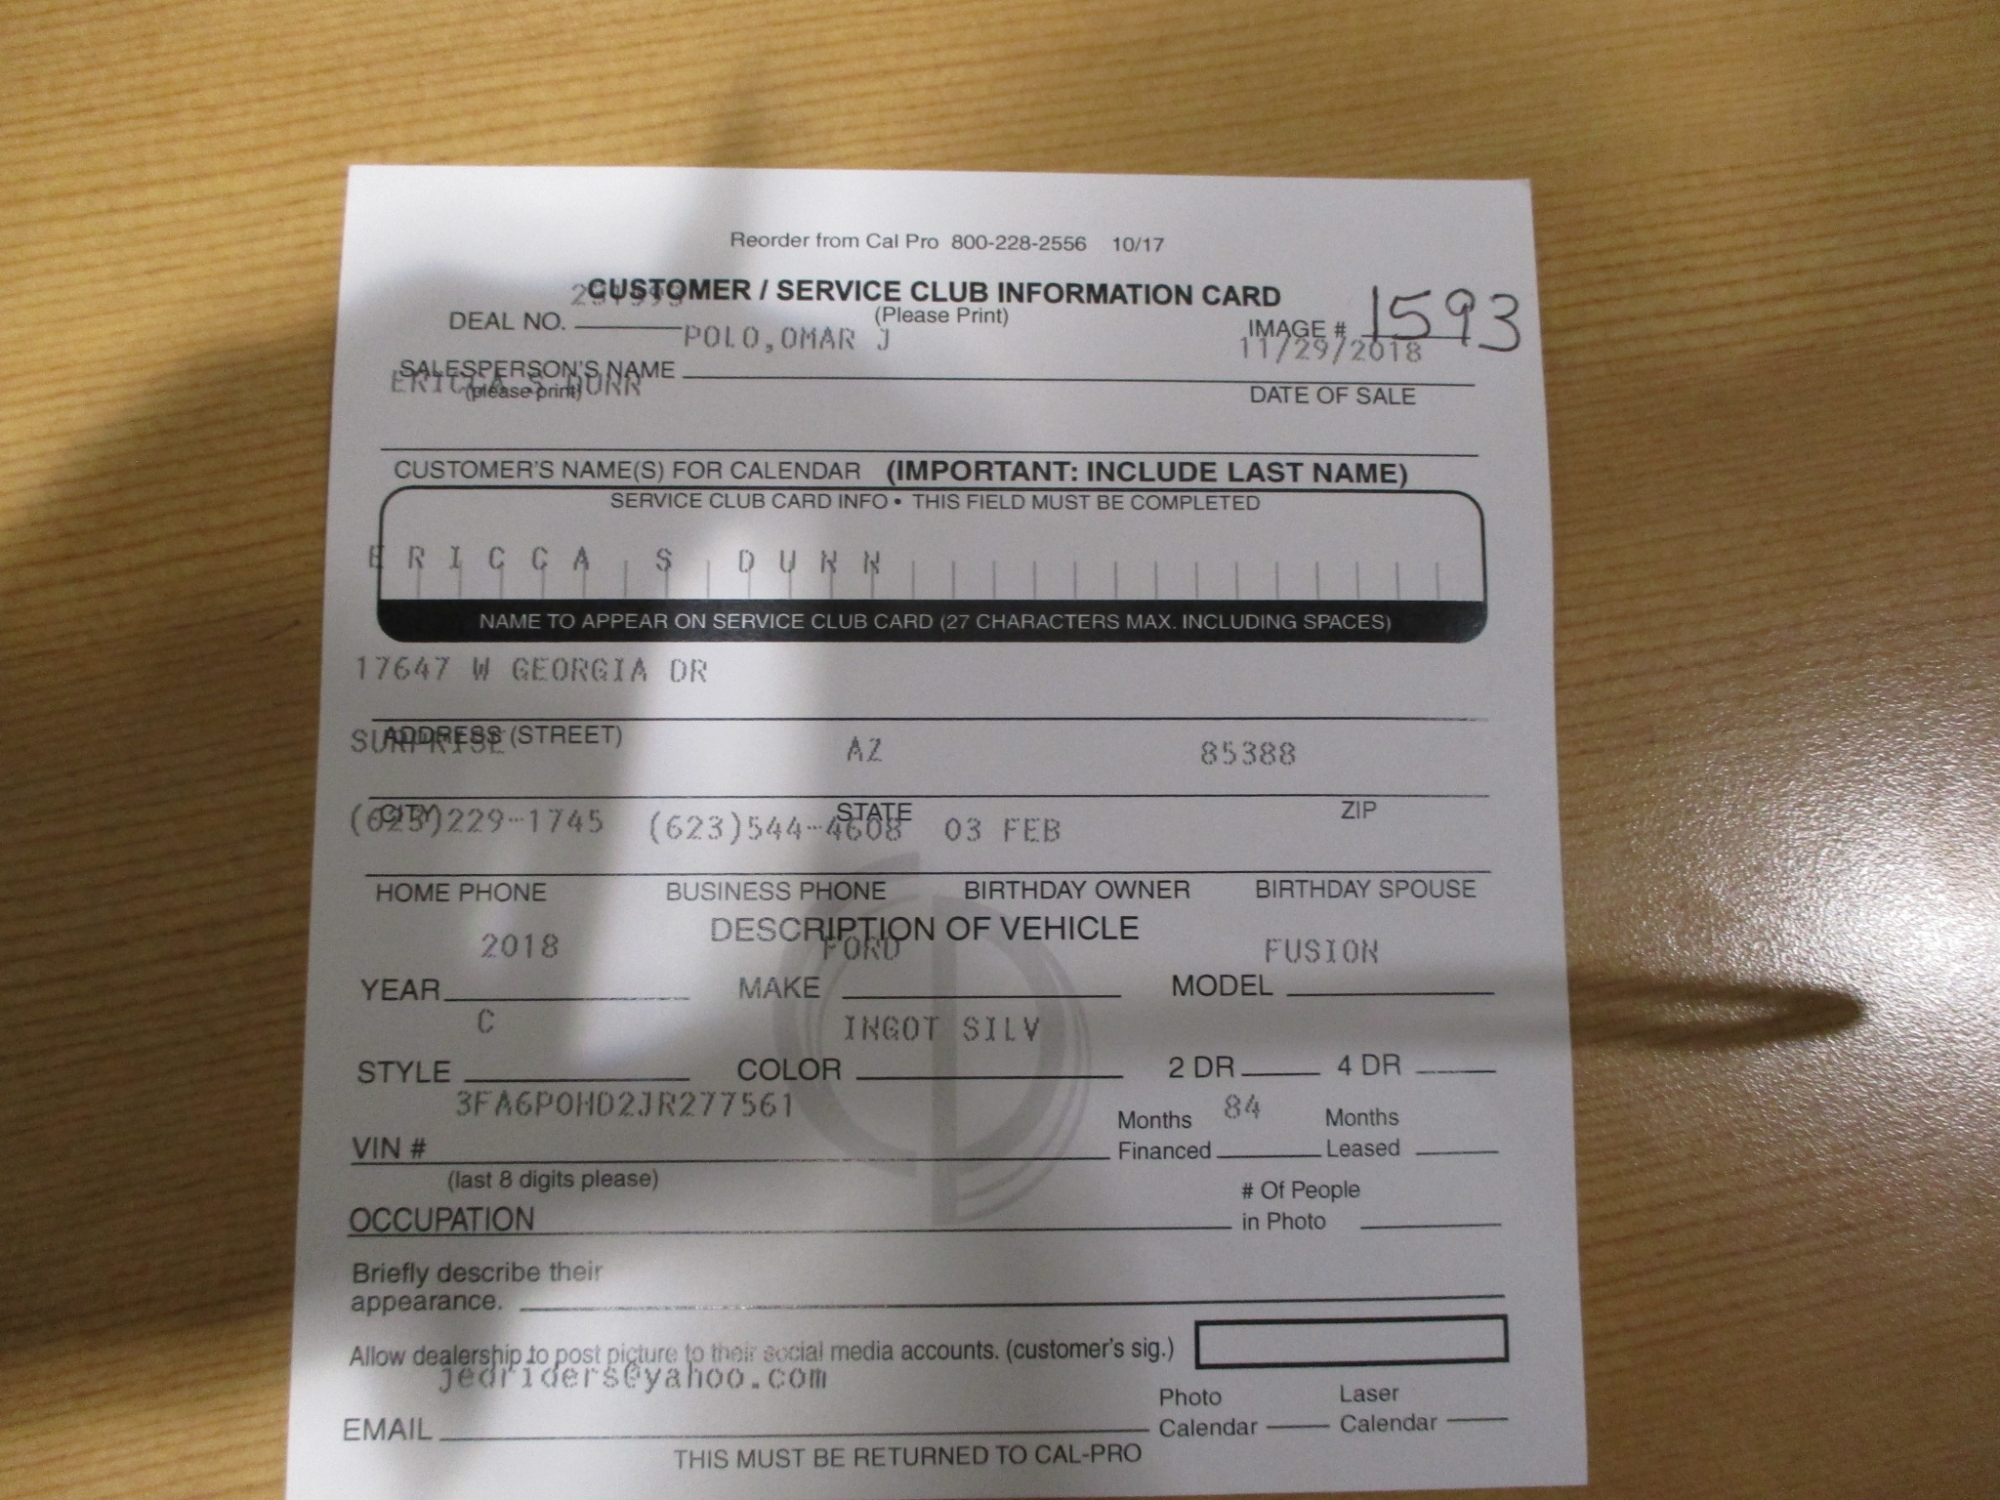 Reorder from Cal Pro 800-228-2556 10/17
CUSTOMER / SERVICE CLUB INFORMATION CARD
(Please Print)
DEAL NO.
IMAGE # 1593
POLO,OMAR J
11/29/2018
SALESPERSON'S NAME
(please print)
ERICCA S DUNN
DATE OF SALE
CUSTOMER'S NAME(S) FOR CALENDAR (IMPORTANT: INCLUDE LAST NAME)
SERVICE CLUB CARD INFO • THIS FIELD MUST BE COMPLETED
ERICCA S DUNN
NAME TO APPEAR ON SERVICE CLUB CARD (27 CHARACTERS MAX. INCLUDING SPACES)
17647 W GEORGIA DR
ADDRESS (STREET)
SURPRISE AZ 85388
CITY STATE ZIP
(623)229-1745 (623)544-4608 03 FEB
HOME PHONE BUSINESS PHONE BIRTHDAY OWNER BIRTHDAY SPOUSE
DESCRIPTION OF VEHICLE
2018 FORD FUSION
YEAR MAKE MODEL
C INGOT SILV
STYLE COLOR 2 DR 4 DR
3FA6P0HD2JR277561
Months Financed 84 Months Leased
VIN #
(last 8 digits please)
# Of People in Photo
OCCUPATION
Briefly describe their
appearance.
Allow dealership to post picture to their social media accounts. (customer's sig.)
jedriders@yahoo.com
Photo Calendar Laser Calendar
EMAIL
THIS MUST BE RETURNED TO CAL-PRO